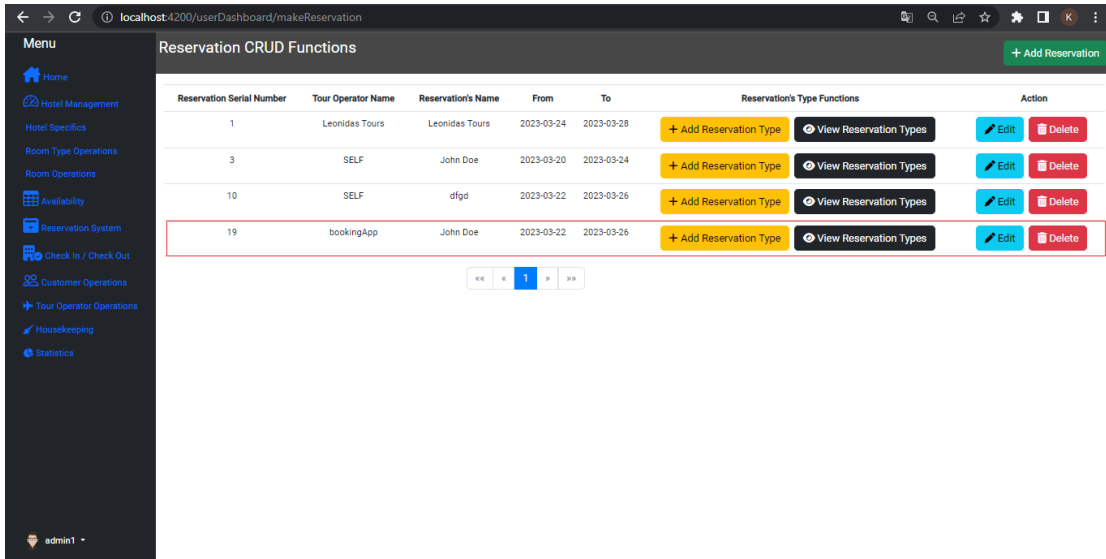 localhost:4200/userDashboard/makeReservation
K
Menu
Home
Hotel Management
Hotel Specifics
Room Type Operations
Room Operations
Availability
Reservation System
Check In / Check Out
Customer Operations
Tour Operator Operations
Housekeeping
Statistics
admin1
Reservation CRUD Functions
+ Add Reservation
Reservation Serial Number Tour Operator Name Reservation's Name From To Reservation's Type Functions Action
1 Leonidas Tours Leonidas Tours 2023-03-24 2023-03-28 + Add Reservation Type View Reservation Types Edit Delete
3 SELF John Doe 2023-03-20 2023-03-24 + Add Reservation Type View Reservation Types Edit Delete
10 SELF dfgd 2023-03-22 2023-03-26 + Add Reservation Type View Reservation Types Edit Delete
19 bookingApp John Doe 2023-03-22 2023-03-26 + Add Reservation Type View Reservation Types Edit Delete
«« « 1 » »»